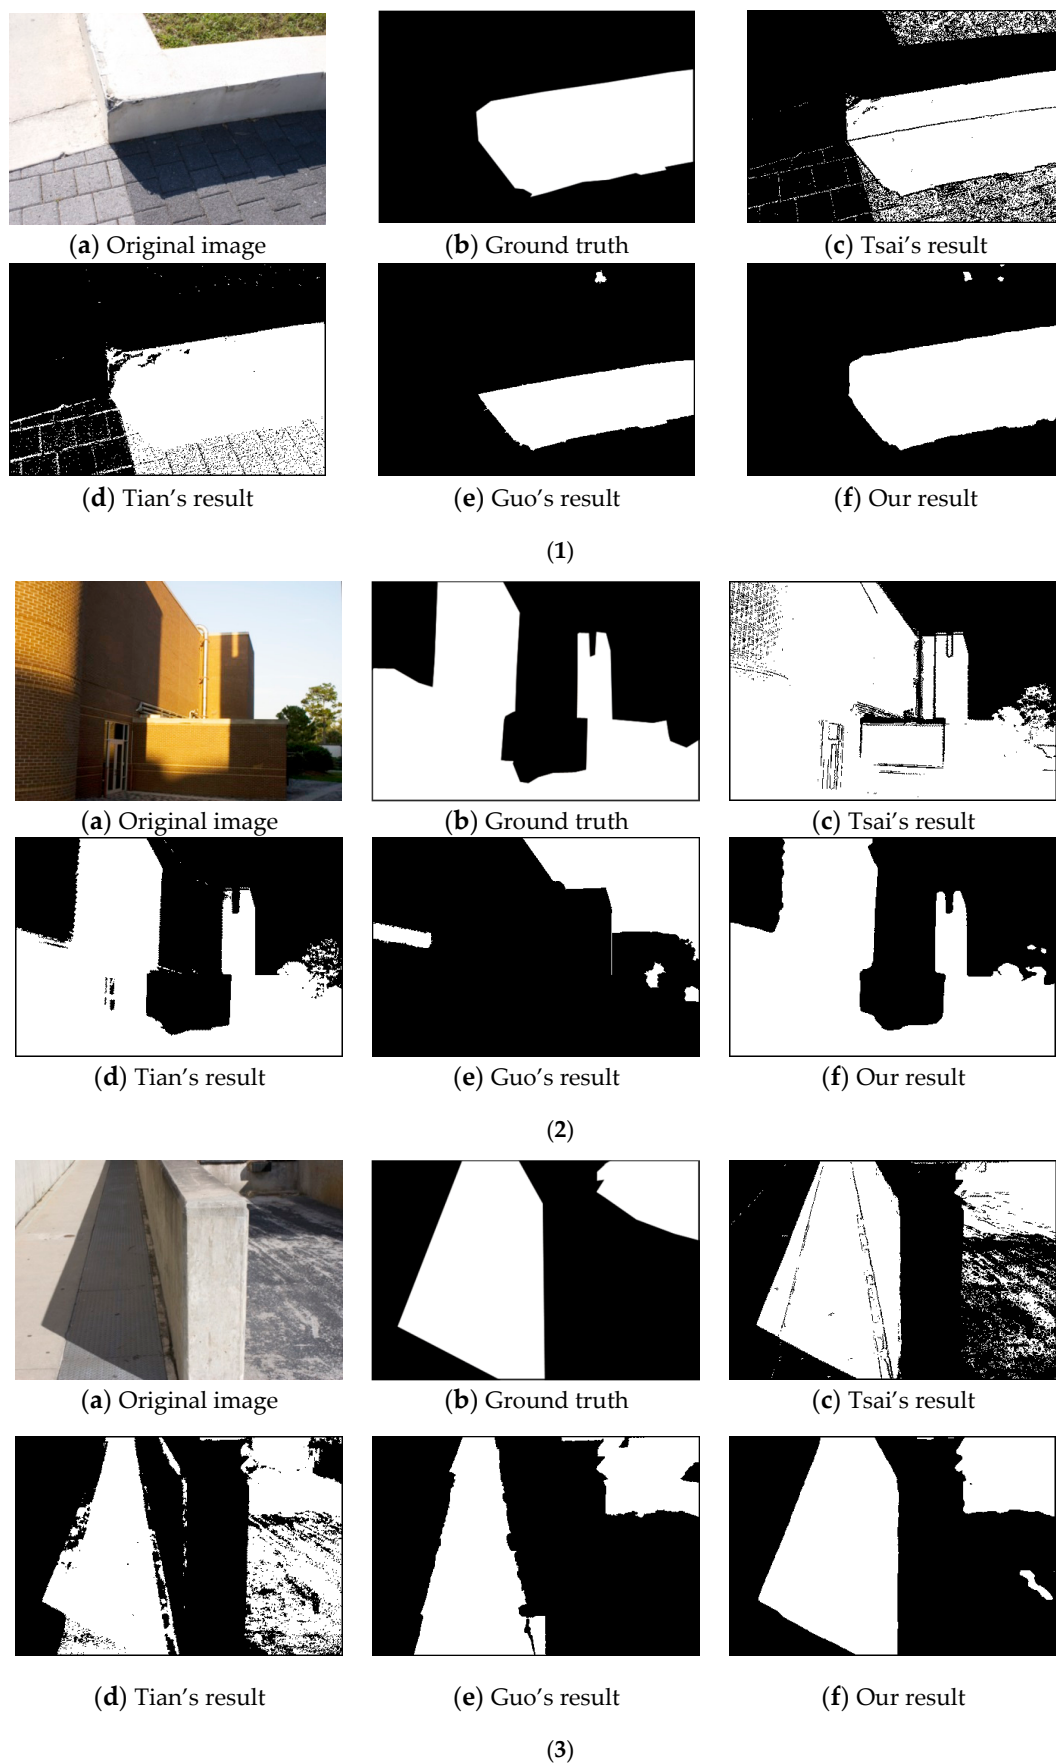 (a) Original image
(b) Ground truth
(c) Tsai’s result
(d) Tian’s result
(e) Guo’s result
(f) Our result
(1)
(a) Original image
(b) Ground truth
(c) Tsai’s result
(d) Tian’s result
(e) Guo’s result
(f) Our result
(2)
(a) Original image
(b) Ground truth
(c) Tsai’s result
(d) Tian’s result
(e) Guo’s result
(f) Our result
(3)